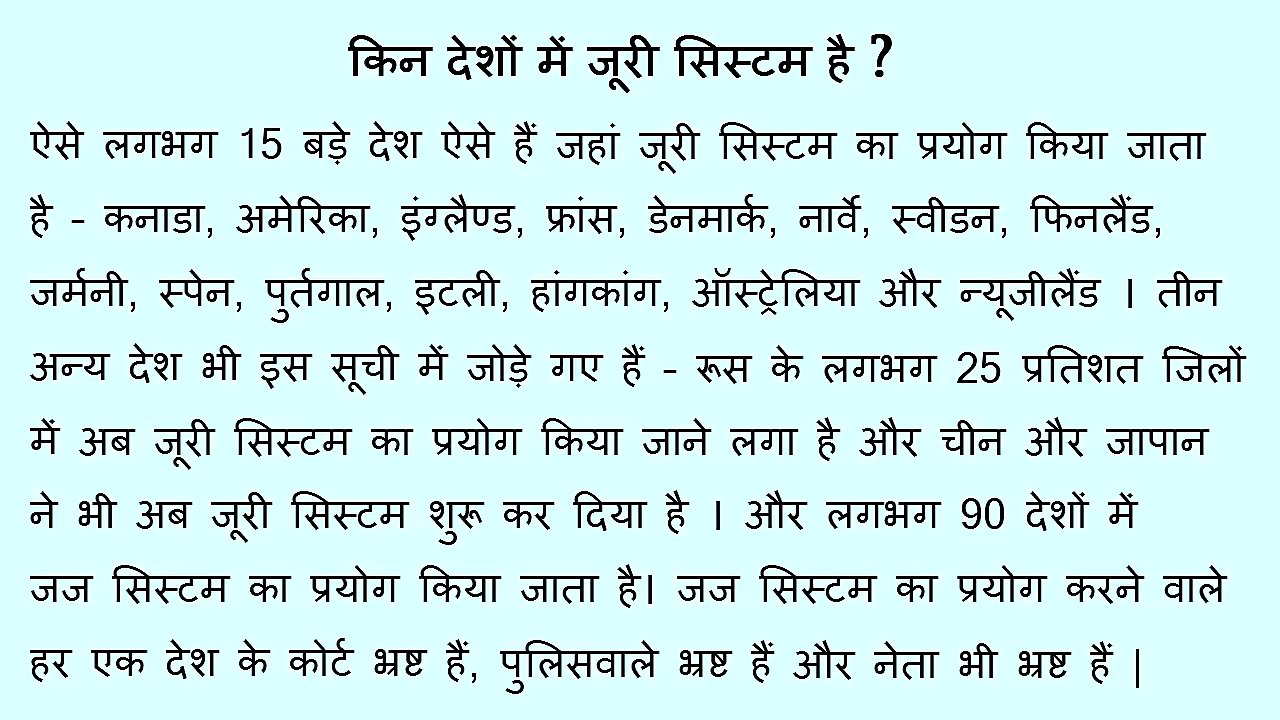 किन देशों में जूरी सिस्टम है ?
ऐसे लगभग 15 बड़े देश ऐसे हैं जहां जूरी सिस्टम का प्रयोग किया जाता
है - कनाडा, अमेरिका, इंग्लैण्ड, फ्रांस, डेनमार्क, नार्वे, स्वीडन, फिनलैंड,
जर्मनी, स्पेन, पुर्तगाल, इटली, हांगकांग, ऑस्ट्रेलिया और न्यूजीलैंड । तीन
अन्य देश भी इस सूची में जोड़े गए हैं - रूस के लगभग 25 प्रतिशत जिलों
में अब जूरी सिस्टम का प्रयोग किया जाने लगा है और चीन और जापान
ने भी अब जूरी सिस्टम शुरू कर दिया है । और लगभग 90 देशों में
जज सिस्टम का प्रयोग किया जाता है। जज सिस्टम का प्रयोग करने वाले
हर एक देश के कोर्ट भ्रष्ट हैं, पुलिसवाले भ्रष्ट हैं और नेता भी भ्रष्ट हैं |